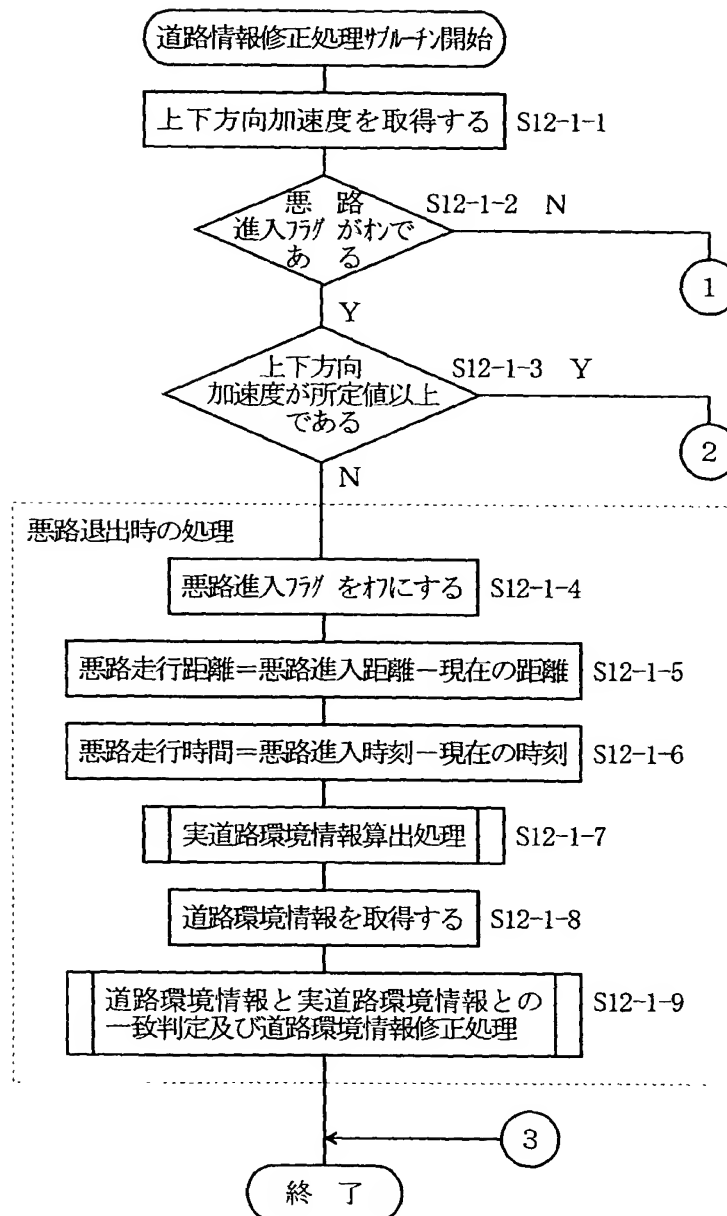 道路情報修正処理ｻﾌﾞﾙｰﾁﾝ開始
上下方向加速度を取得する S12-1-1
悪 路
進入ﾌﾗｸﾞ がｵﾝで
あ る
S12-1-2 N
1
Y
上下方向
加速度が所定値以上
である
S12-1-3 Y
2
N
悪路退出時の処理
悪路進入ﾌﾗｸﾞ をｵﾌにする S12-1-4
悪路走行距離＝悪路進入距離－現在の距離 S12-1-5
悪路走行時間＝悪路進入時刻－現在の時刻 S12-1-6
実道路環境情報算出処理 S12-1-7
道路環境情報を取得する S12-1-8
道路環境情報と実道路環境情報との
一致判定及び道路環境情報修正処理
S12-1-9
3
終 了